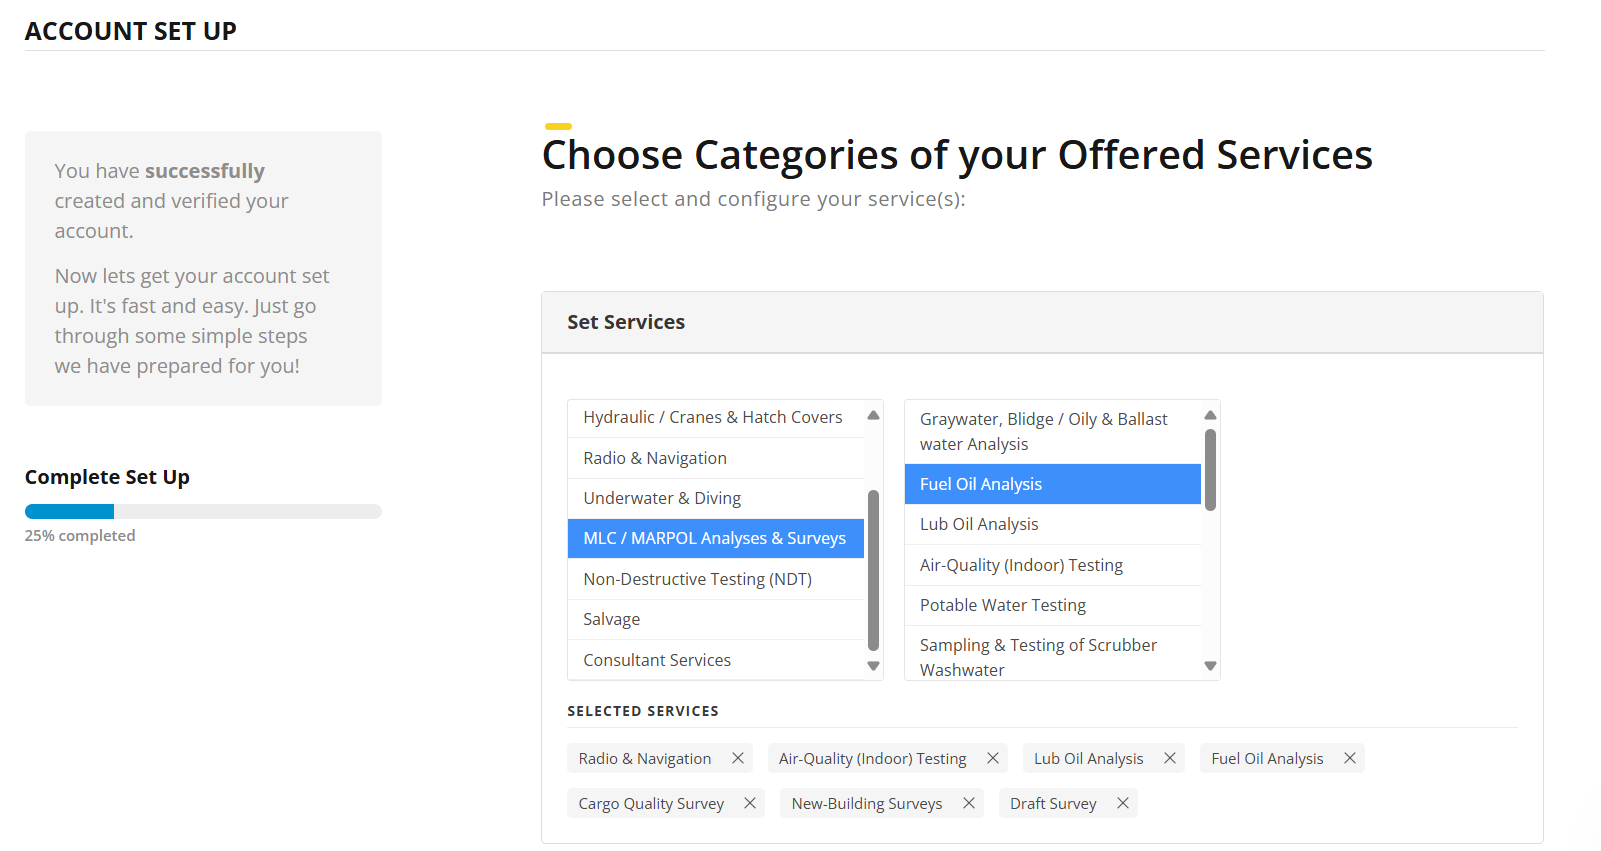 ACCOUNT SET UP
You have successfully
created and verified your
account.
Now lets get your account set
up. It's fast and easy. Just go
through some simple steps
we have prepared for you!
Complete Set Up
25% completed
Choose Categories of your Offered Services
Please select and configure your service(s):
Set Services
Hydraulic / Cranes & Hatch Covers
Radio & Navigation
Underwater & Diving
MLC / MARPOL Analyses & Surveys
Non-Destructive Testing (NDT)
Salvage
Consultant Services
Graywater, Blidge / Oily & Ballast
water Analysis
Fuel Oil Analysis
Lub Oil Analysis
Air-Quality (Indoor) Testing
Potable Water Testing
Sampling & Testing of Scrubber
Washwater
SELECTED SERVICES
Radio & Navigation
Air-Quality (Indoor) Testing
Lub Oil Analysis
Fuel Oil Analysis
Cargo Quality Survey
New-Building Surveys
Draft Survey